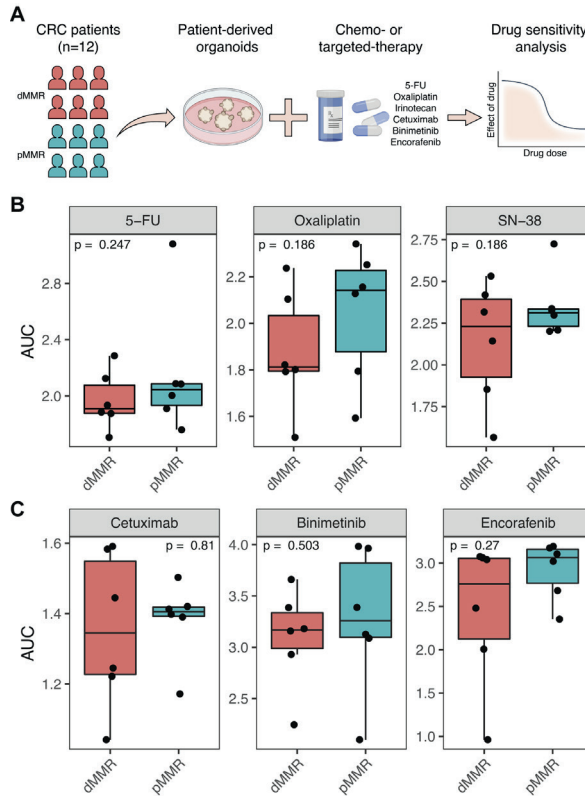 A
CRC patients
(n=12)
Patient-derived
organoids
Chemo- or
targeted-therapy
Drug sensitivity
analysis
dMMR
pMMR
5-FU
Oxaliplatin
Irinotecan
Cetuximab
Binimetinib
Encorafenib
Effect of drug
Drug dose
B
5-FU
Oxaliplatin
SN-38
p = 0.247
p = 0.186
p = 0.186
AUC
2.8
2.4
2.0
2.2
2.0
1.8
1.6
2.75
2.50
2.25
2.00
1.75
dMMR
pMMR
dMMR
pMMR
dMMR
pMMR
C
Cetuximab
Binimetinib
Encorafenib
p = 0.81
p = 0.503
p = 0.27
AUC
1.6
1.4
1.2
4.0
3.5
3.0
2.5
3.0
2.5
2.0
1.5
1.0
dMMR
pMMR
dMMR
pMMR
dMMR
pMMR